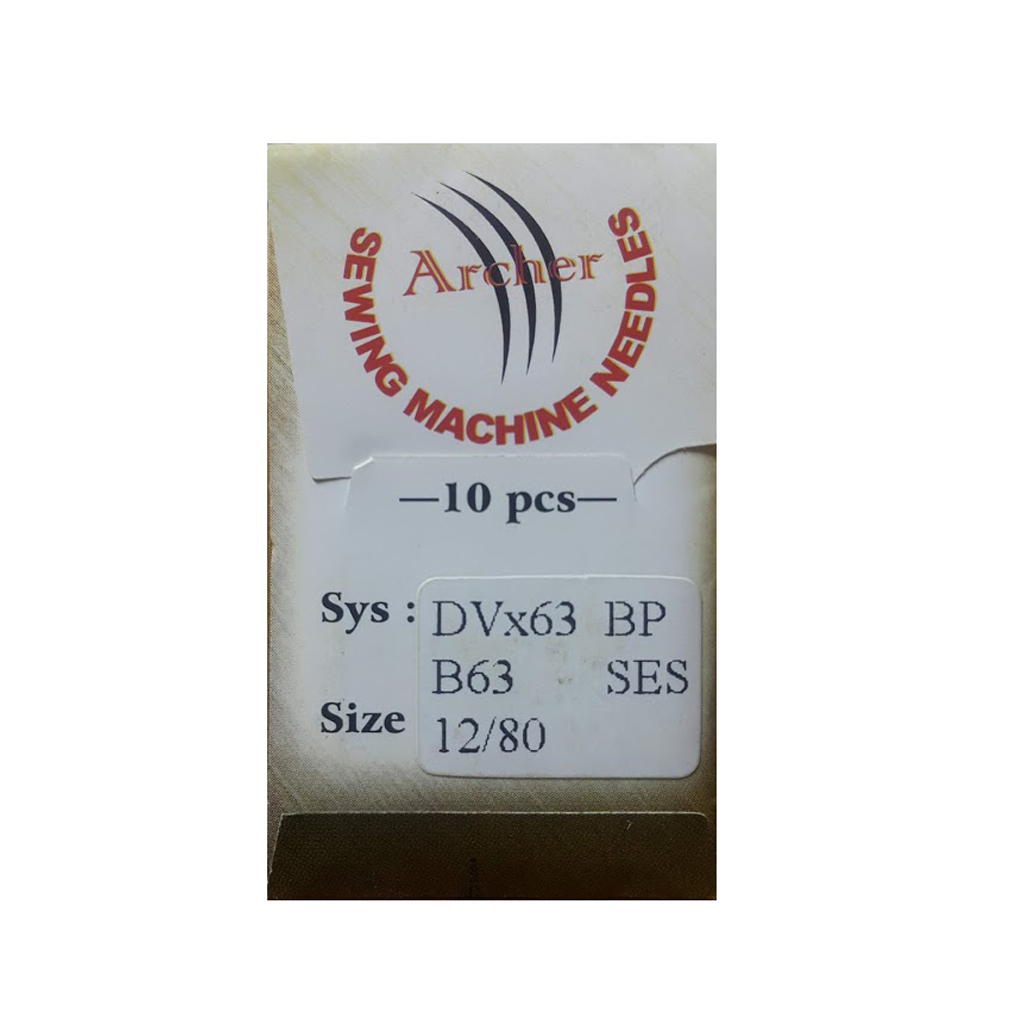 Archer
SEWING MACHINE NEEDLES
—10 pcs—
Sys : DVx63 BP
B63 SES
Size 12/80